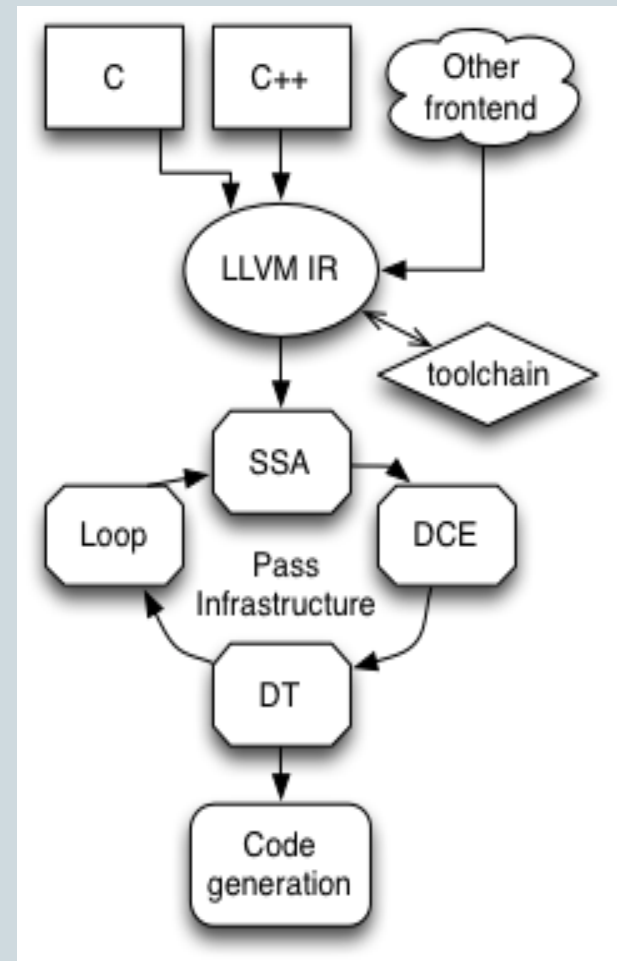 C
C++
Other
frontend
LLVM IR
toolchain
SSA
Loop
DCE
Pass
Infrastructure
DT
Code
generation